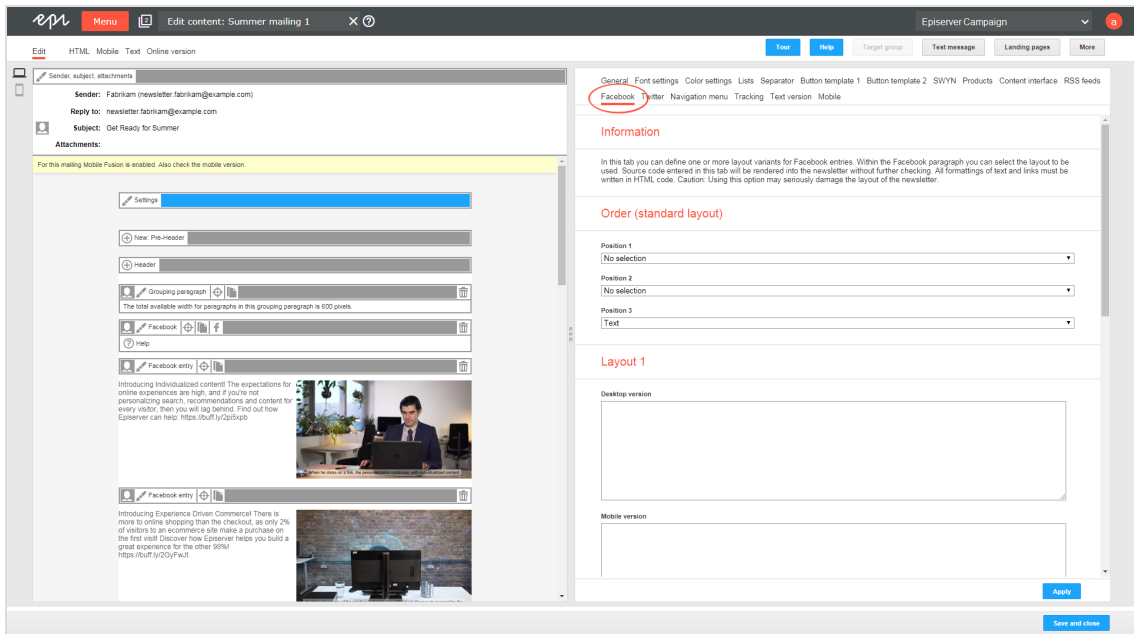 epi
Menu
2
Edit content: Summer mailing 1
Episerver Campaign
a
Edit
HTML
Mobile
Text
Online version
Tour
Help
Target group
Test message
Landing pages
More
Sender, subject, attachments
Sender: Fabrikam (newsletter.fabrikam@example.com)
Reply to: newsletter.fabrikam@example.com
Subject: Get Ready for Summer
Attachments:
For this mailing Mobile Fusion is enabled. Also check the mobile version.
Settings
New: Pre-Header
Header
Grouping paragraph
The total available width for paragraphs in this grouping paragraph is 600 pixels.
Facebook
Help
Facebook entry
Introducing Individualized content! The expectations for
online experiences are high, and if you're not
personalizing search, recommendations and content for
every visitor, then you will lag behind. Find out how
Episerver can help: https://buff.ly/2pi5xpb
When he clicks on a link, the personalization continues, with individualized content
Facebook entry
Introducing Experience Driven Commerce! There is
more to online shopping than the checkout, as only 2%
of visitors to an ecommerce site make a purchase on
the first visit! Discover how Episerver helps you build a
great experience for the other 98%!
https://buff.ly/2GyFwJt
General Font settings Color settings Lists Separator Button template 1 Button template 2 SWYN Products Content interface RSS feeds
Facebook Twitter Navigation menu Tracking Text version Mobile
Information
In this tab you can define one or more layout variants for Facebook entries. Within the Facebook paragraph you can select the layout to be
used. Source code entered in this tab will be rendered into the newsletter without further checking. All formattings of text and links must be
written in HTML code. Caution: Using this option may seriously damage the layout of the newsletter.
Order (standard layout)
Position 1
No selection
Position 2
No selection
Position 3
Text
Layout 1
Desktop version
Mobile version
Apply
Save and close